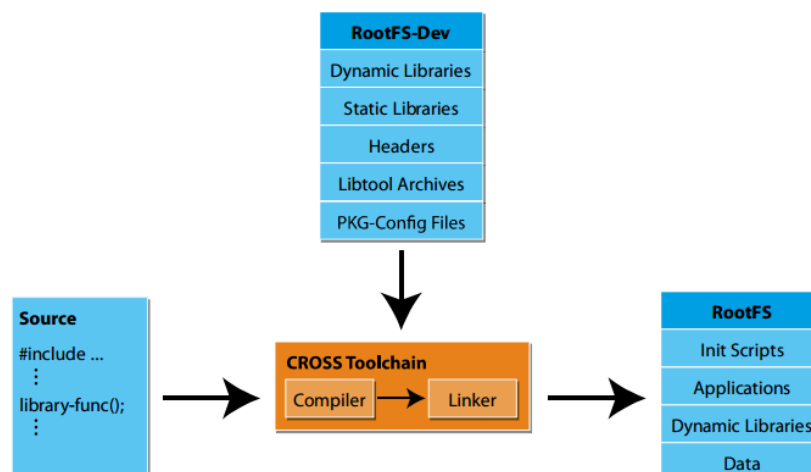 RootFS-Dev
Dynamic Libraries
Static Libraries
Headers
Libtool Archives
PKG-Config Files
Source
#include ...
⋮
library-func();
⋮
CROSS Toolchain
Compiler
Linker
RootFS
Init Scripts
Applications
Dynamic Libraries
Data